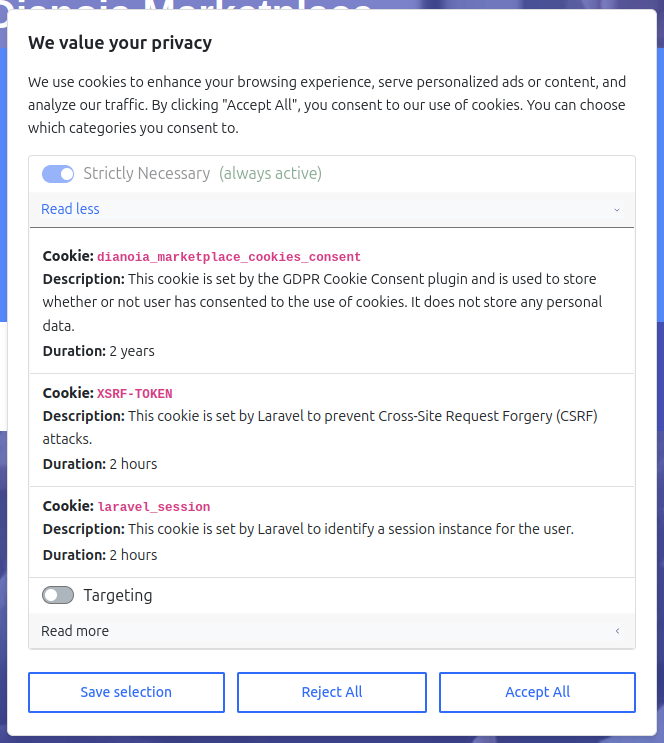 Dianoia Marketplace
We value your privacy
We use cookies to enhance your browsing experience, serve personalized ads or content, and
analyze our traffic. By clicking "Accept All", you consent to our use of cookies. You can choose
which categories you consent to.
Strictly Necessary (always active)
Read less
Cookie: dianoia_marketplace_cookies_consent
Description: This cookie is set by the GDPR Cookie Consent plugin and is used to store
whether or not user has consented to the use of cookies. It does not store any personal
data.
Duration: 2 years
Cookie: XSRF-TOKEN
Description: This cookie is set by Laravel to prevent Cross-Site Request Forgery (CSRF)
attacks.
Duration: 2 hours
Cookie: laravel_session
Description: This cookie is set by Laravel to identify a session instance for the user.
Duration: 2 hours
Targeting
Read more
Save selection
Reject All
Accept All